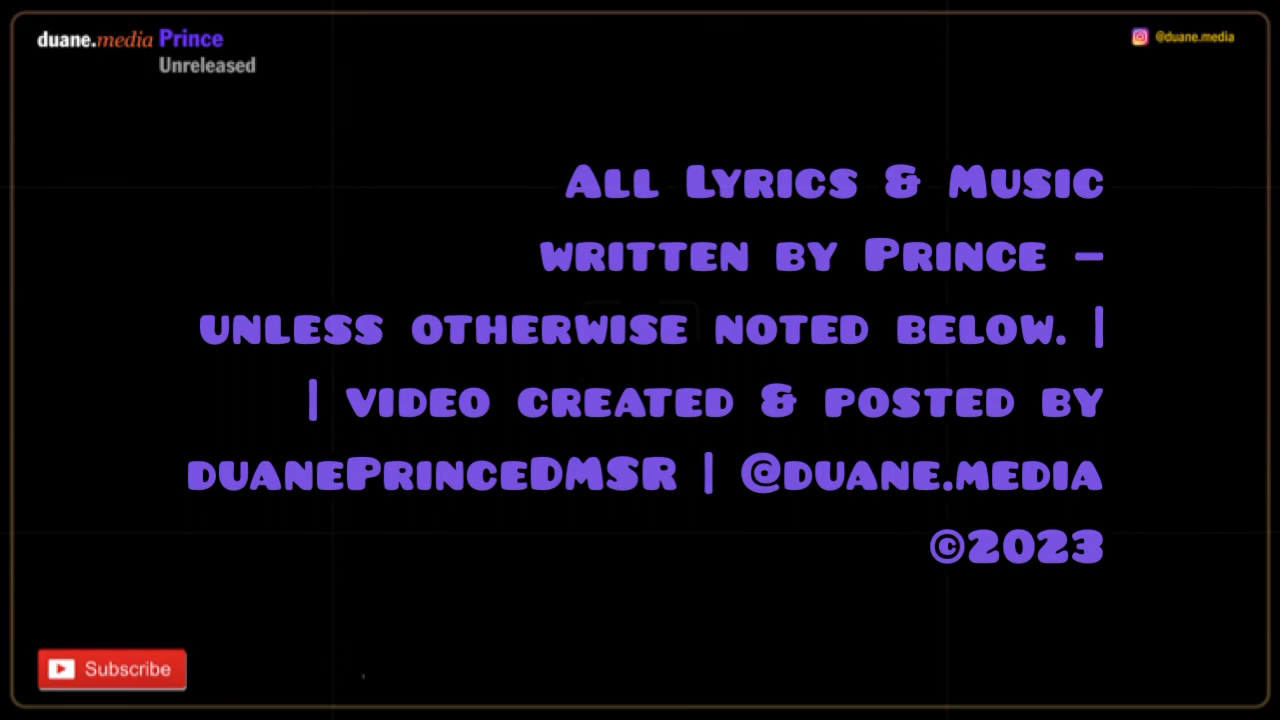 duane.media Prince
Unreleased
@duane.media
All Lyrics & Music
written by Prince –
unless otherwise noted below. |
| video created & posted by
duanePrinceDMSR | @duane.media
©2023
Subscribe